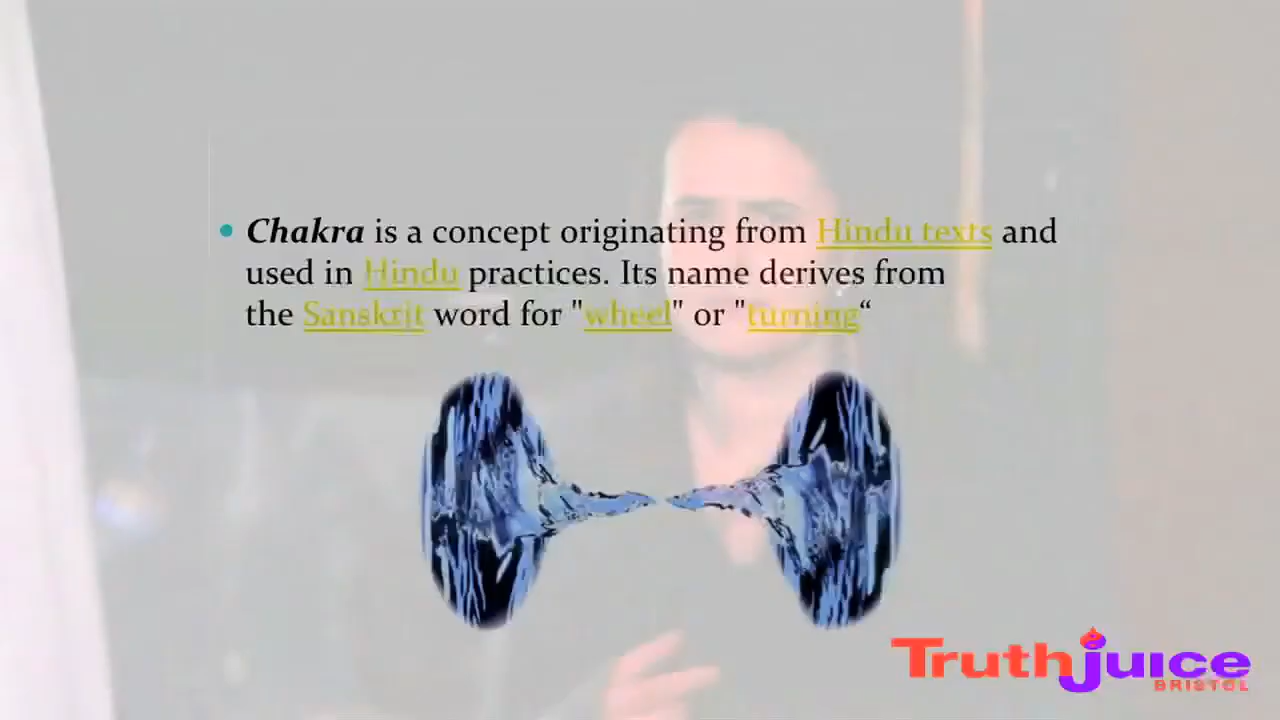 • Chakra is a concept originating from Hindu texts and
used in Hindu practices. Its name derives from
the Sanskrit word for "wheel" or "turning“
Truthjuice
BRISTOL